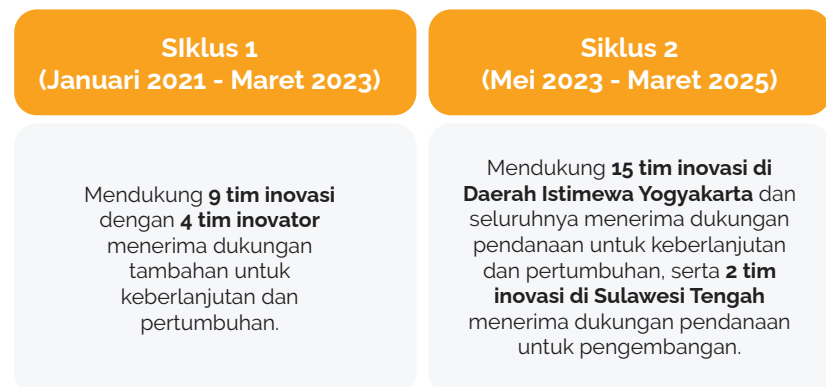 SIklus 1
(Januari 2021 - Maret 2023)
Mendukung 9 tim inovasi
dengan 4 tim inovator
menerima dukungan
tambahan untuk
keberlanjutan dan
pertumbuhan.
Siklus 2
(Mei 2023 - Maret 2025)
Mendukung 15 tim inovasi di
Daerah Istimewa Yogyakarta dan
seluruhnya menerima dukungan
pendanaan untuk keberlanjutan
dan pertumbuhan, serta 2 tim
inovasi di Sulawesi Tengah
menerima dukungan pendanaan
untuk pengembangan.